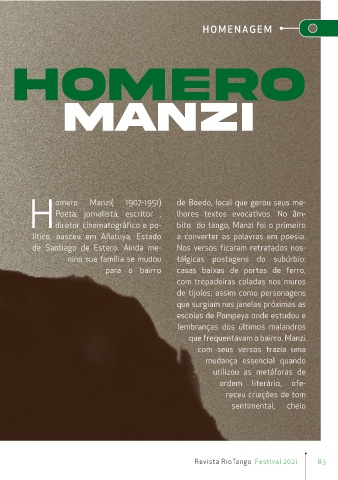 HOMENAGEM
HOMERO
MANZI
Homero Manzi( 1907-1951)
Poeta, jornalista, escritor ,
diretor cinematográfico e po-
lítico, nasceu em Añatuya, Estado
de Santiago de Estero. Ainda me-
nino sua família se mudou
para o bairro
de Boedo, local que gerou seus me-
lhores textos evocativos. No âm-
bito do tango, Manzi foi o primeiro
a converter as palavras em poesia.
Nos versos ficaram retratados nos-
tálgicas postagens do subúrbio:
casas baixas de portas de ferro,
com trepadeiras coladas nos muros
de tijolos, assim como personagens
que surgiam nas janelas próximas as
escolas de Pompeya onde estudou e
lembranças dos últimos malandros
que frequentavam o bairro. Manzi
com seus versos trazia uma
mudança essencial quando
utilizou as metáforas de
ordem literário, ofe-
receu criações de tom
sentimental, cheio
Revista RioTango Festival 2021 83